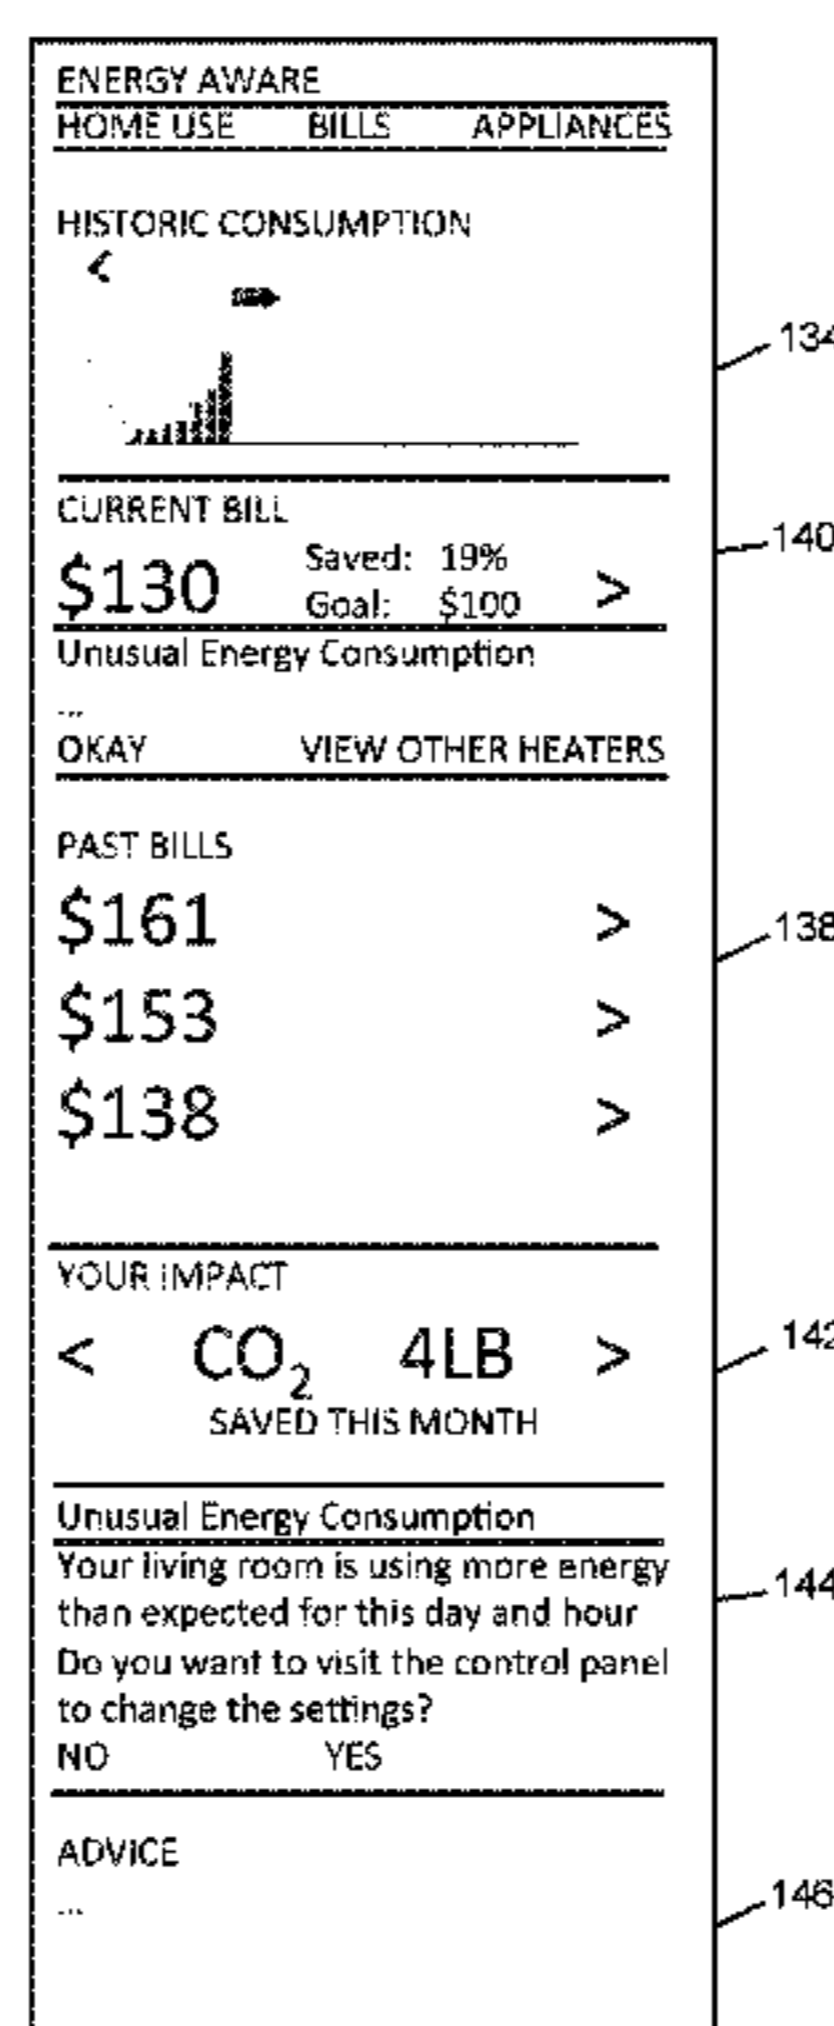 ENERGY AWARE
HOME USE BILLS APPLIANCES
HISTORIC CONSUMPTION
<
134
CURRENT BILL
140
$130 Saved: 19% >
Goal: $100
Unusual Energy Consumption
...
OKAY VIEW OTHER HEATERS
PAST BILLS
$161 >
138
$153 >
$138 >
YOUR IMPACT
< CO2 4LB >
142
SAVED THIS MONTH
Unusual Energy Consumption
Your living room is using more energy
144
than expected for this day and hour
Do you want to visit the control panel
to change the settings?
NO YES
ADVICE
...
146